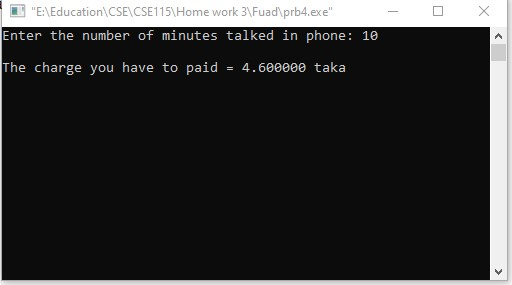 "E:\Education\CSE\CSE115\Home work 3\Fuad\prb4.exe"
Enter the number of minutes talked in phone: 10
The charge you have to paid = 4.600000 taka